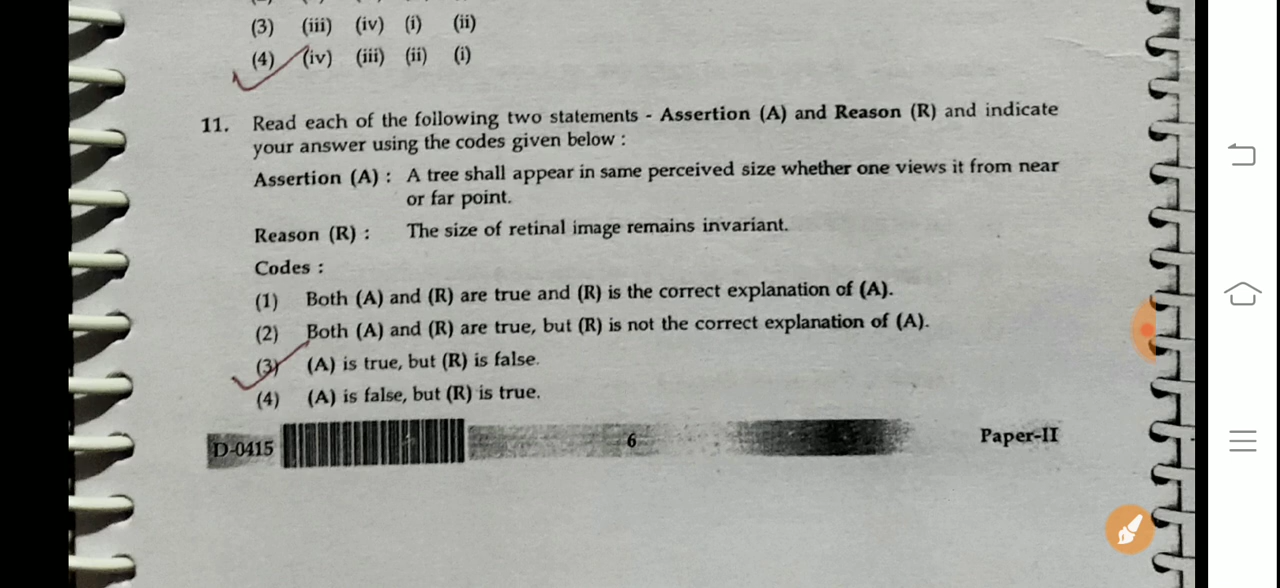 (3) (iii) (iv) (i) (ii)
(4) (iv) (iii) (ii) (i)
11. Read each of the following two statements - Assertion (A) and Reason (R) and indicate
your answer using the codes given below :
Assertion (A) : A tree shall appear in same perceived size whether one views it from near
or far point.
Reason (R) : The size of retinal image remains invariant.
Codes :
(1) Both (A) and (R) are true and (R) is the correct explanation of (A).
(2) Both (A) and (R) are true, but (R) is not the correct explanation of (A).
(3) (A) is true, but (R) is false.
(4) (A) is false, but (R) is true.
D-0415 6 Paper-II